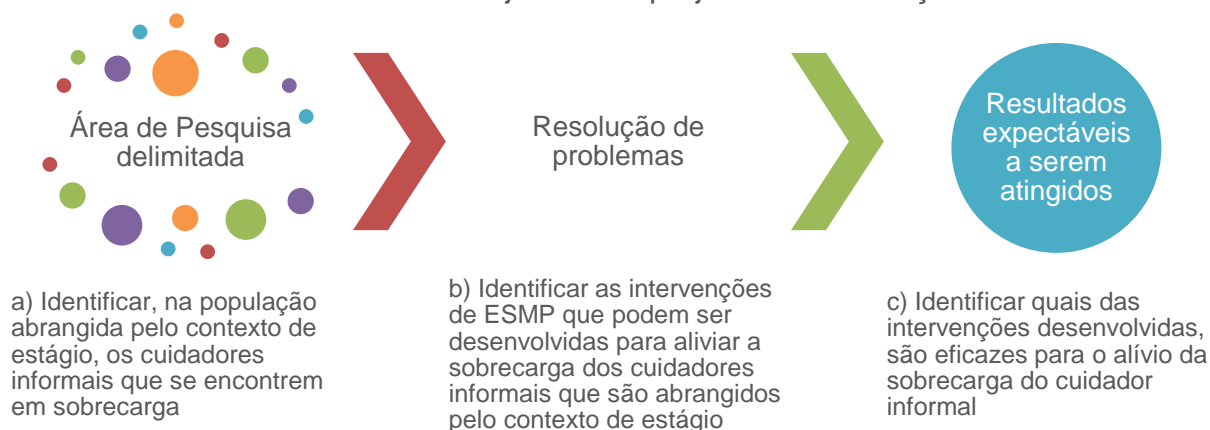 Área de Pesquisa
delimitada
Resolução de
problemas
Resultados
expectáveis
a serem
atingidos
a) Identificar, na população
abrangida pelo contexto de
estágio, os cuidadores
informais que se encontrem
em sobrecarga
b) Identificar as intervenções
de ESMP que podem ser
desenvolvidas para aliviar a
sobrecarga dos cuidadores
informais que são abrangidos
pelo contexto de estágio
c) Identificar quais das
intervenções desenvolvidas,
são eficazes para o alívio da
sobrecarga do cuidador
informal